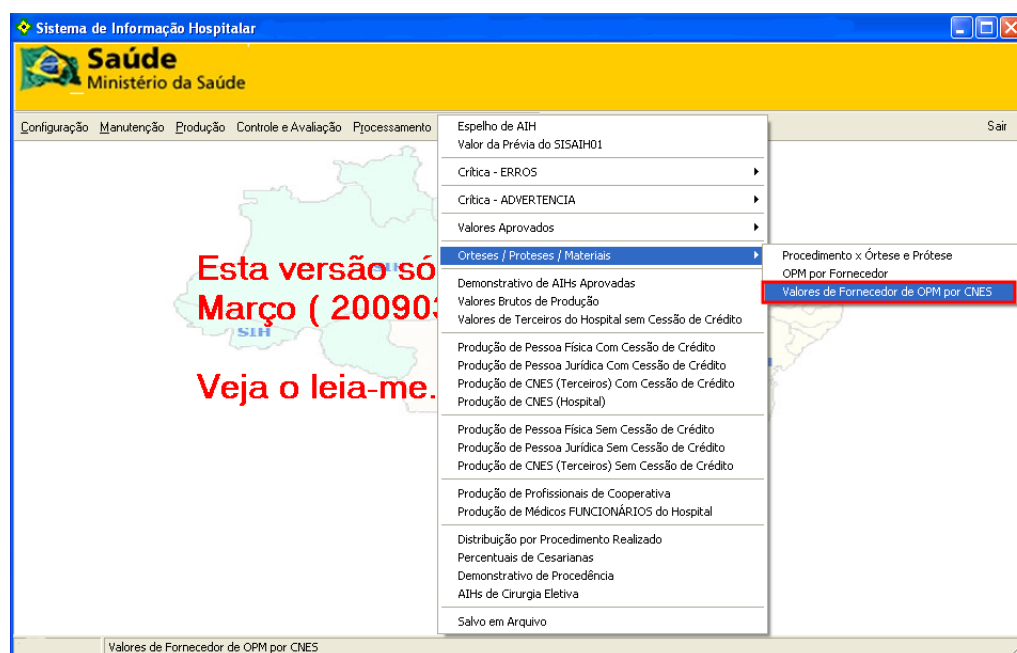 Sistema de Informação Hospitalar
Saúde
Ministério da Saúde
Configuração Manutenção Produção Controle e Avaliação Processamento Sair
Espelho de AIH
Valor da Prévia do SISAIH01
Crítica - ERROS
Crítica - ADVERTENCIA
Valores Aprovados
Orteses / Proteses / Materiais
Procedimento x Órtese e Prótese
OPM por Fornecedor
Valores de Fornecedor de OPM por CNES
Demonstrativo de AIHs Aprovadas
Valores Brutos de Produção
Valores de Terceiros do Hospital sem Cessão de Crédito
Produção de Pessoa Física Com Cessão de Crédito
Produção de Pessoa Jurídica Com Cessão de Crédito
Produção de CNES (Terceiros) Com Cessão de Crédito
Produção de CNES (Hospital)
Produção de Pessoa Física Sem Cessão de Crédito
Produção de Pessoa Jurídica Sem Cessão de Crédito
Produção de CNES (Terceiros) Sem Cessão de Crédito
Produção de Profissionais de Cooperativa
Produção de Médicos FUNCIONÁRIOS do Hospital
Distribuição por Procedimento Realizado
Percentuais de Cesarianas
Demonstrativo de Procedência
AIHs de Cirurgia Eletiva
Salvo em Arquivo
Esta versão só
Março ( 20090
SIH
Veja o leia-me.
Valores de Fornecedor de OPM por CNES